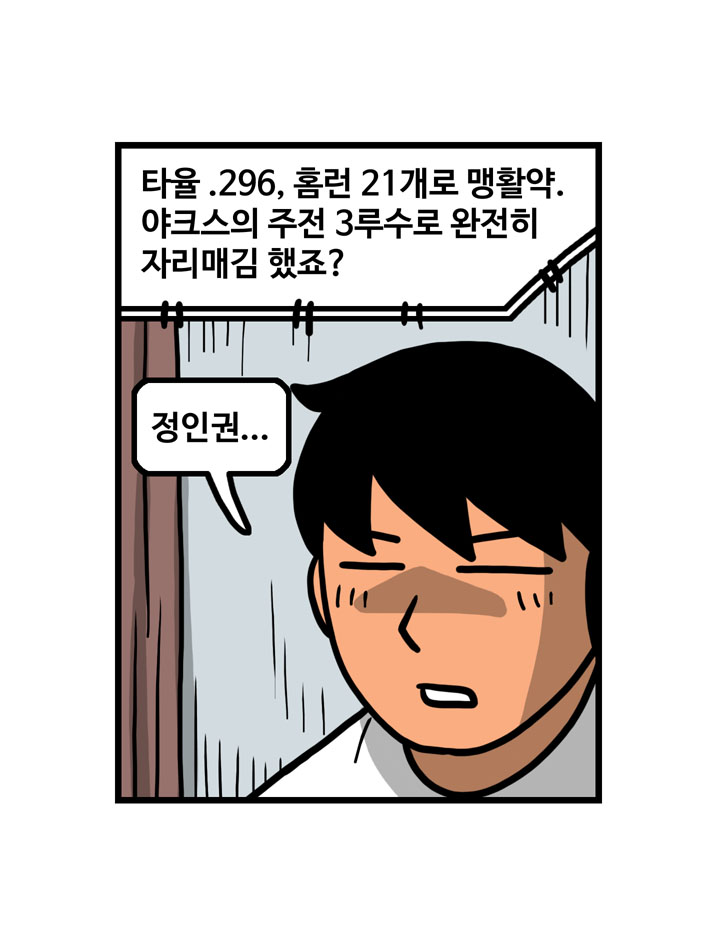 타율 .296, 홈런 21개로 맹활약.
야크스의 주전 3루수로 완전히
자리매김 했죠?
정인권...